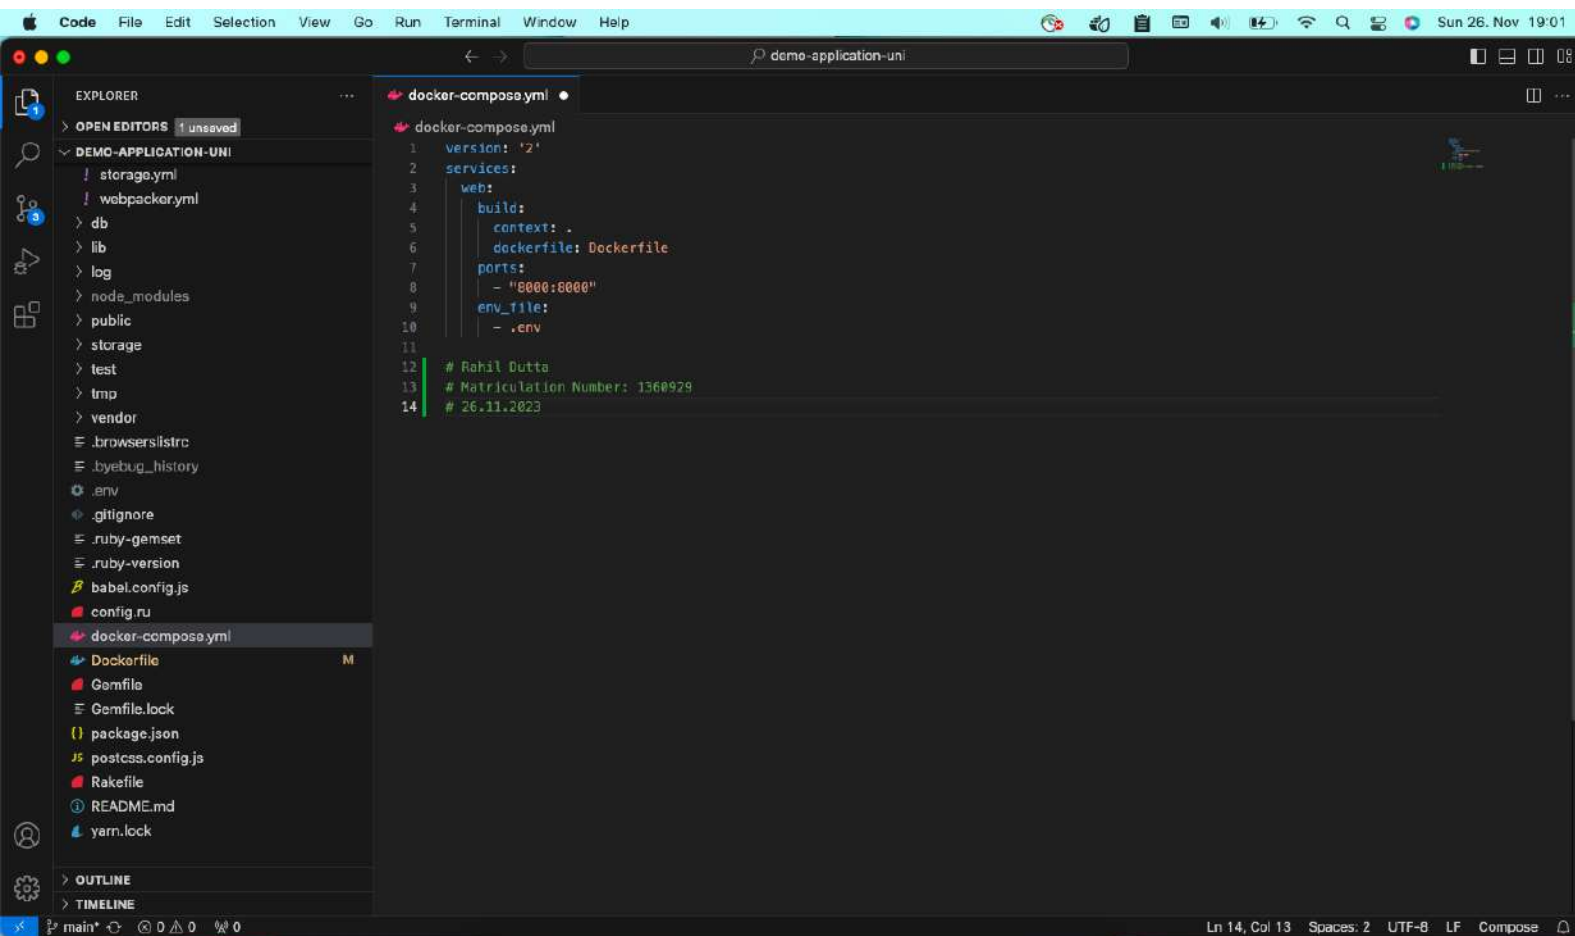 Code File Edit Selection View Go Run Terminal Window Help Sun 26. Nov 19:01
demo-application-uni
EXPLORER
OPEN EDITORS 1 unsaved
DEMO-APPLICATION-UNI
storage.yml
webpacker.yml
db
lib
log
node_modules
public
storage
test
tmp
vendor
.browserslistrc
.byebug_history
.env
.gitignore
.ruby-gemset
.ruby-version
babel.config.js
config.ru
docker-compose.yml
Dockerfile M
Gemfile
Gemfile.lock
{} package.json
JS postcss.config.js
Rakefile
README.md
yarn.lock
OUTLINE
TIMELINE
docker-compose.yml
docker-compose.yml
1 version: '2'
2 services:
3 web:
4 build:
5 context: .
6 dockerfile: Dockerfile
7 ports:
8 - "8000:8000"
9 env_file:
10 - .env
11
12 # Rahil Dutta
13 # Matriculation Number: 1360929
14 # 26.11.2023
1
3
main* 0 0 0 Ln 14, Col 13 Spaces: 2 UTF-8 LF Compose